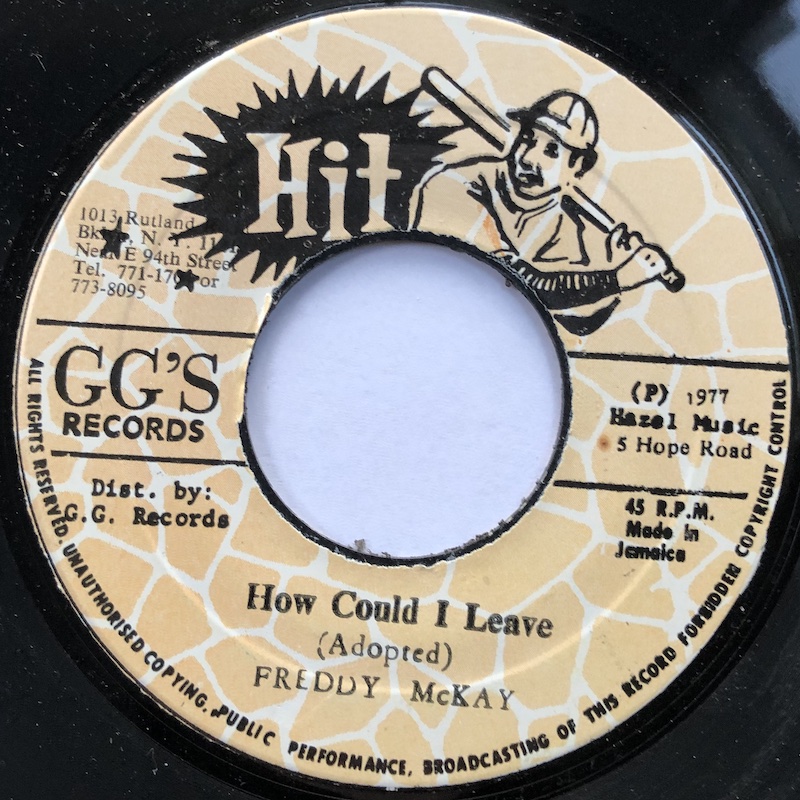 Hit
1013 Rutland
N. Y.
E 94th Street
Tel. or
773-8095
GG'S
RECORDS
Dist. by:
G.G. Records
(P) 1977
Hazel Music
5 Hope Road
45 R.P.M.
Made in
Jamaica
How Could I Leave
(Adopted)
FREDDY McKAY
ALL RIGHTS RESERVED. UNAUTHORISED COPYING, PUBLIC PERFORMANCE, BROADCASTING OF THIS RECORD FORBIDDEN COPYRIGHT CONTROL